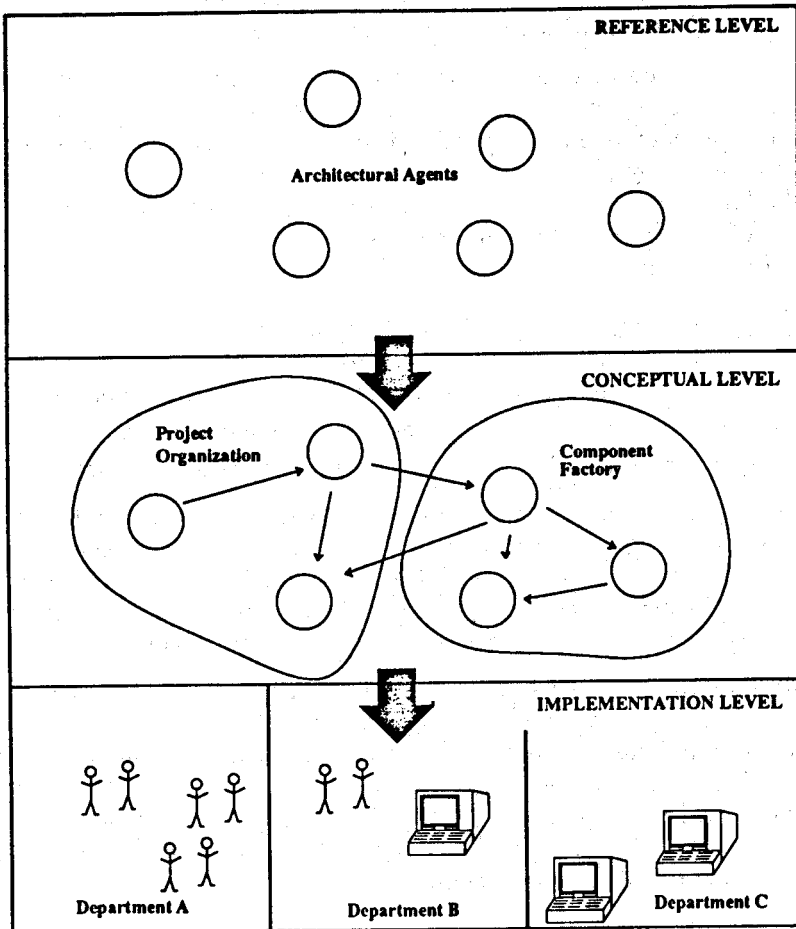 REFERENCE LEVEL
Architectural Agents
CONCEPTUAL LEVEL
Project
Organization
Component
Factory
IMPLEMENTATION LEVEL
Department A
Department B
Department C